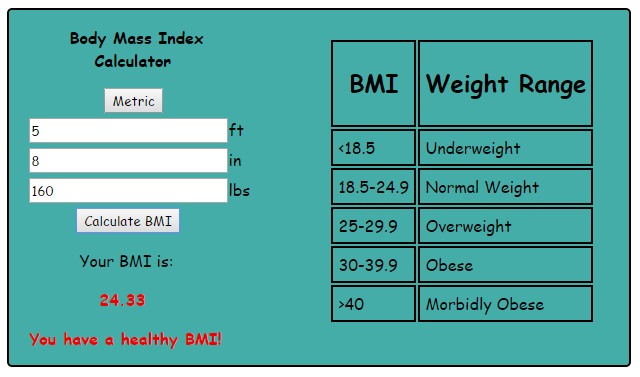 Body Mass Index
Calculator
Metric
5 ft
8 in
160 lbs
Calculate BMI
Your BMI is:
24.33
You have a healthy BMI!
BMI Weight Range
<18.5 Underweight
18.5-24.9 Normal Weight
25-29.9 Overweight
30-39.9 Obese
>40 Morbidly Obese